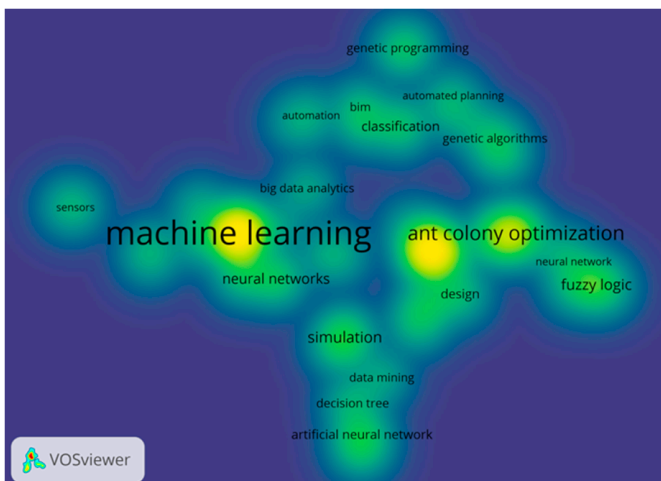 genetic programming
automated planning
bim
automation
classification
genetic algorithms
big data analytics
sensors
machine learning
ant colony optimization
neural network
neural networks
fuzzy logic
design
simulation
data mining
decision tree
artificial neural network
VOSviewer